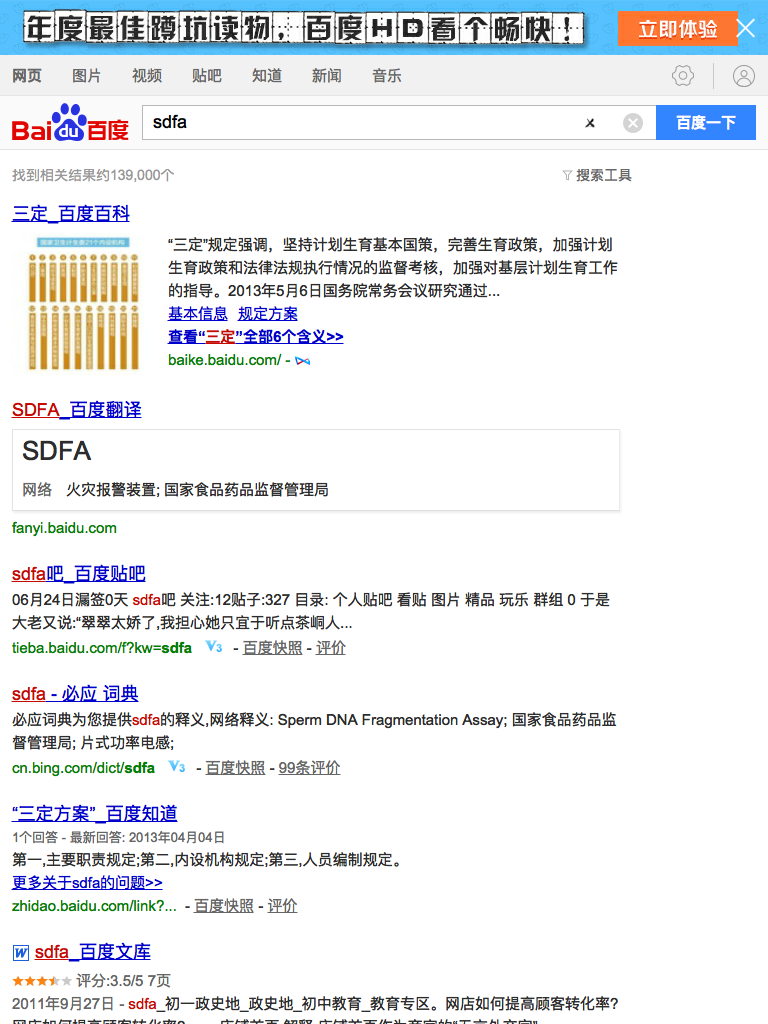 年度最佳蹲坑读物，百度HD看个畅快！
立即体验
网页 图片 视频 贴吧 知道 新闻 音乐
Bai du 百度
sdfa
百度一下
找到相关结果约139,000个
搜索工具
三定_百度百科
国家卫生计生委21个内设机构
“三定”规定强调，坚持计划生育基本国策，完善生育政策，加强计划
生育政策和法律法规执行情况的监督考核，加强对基层计划生育工作
的指导。2013年5月6日国务院常务会议研究通过...
基本信息 规定方案
查看“三定”全部6个含义>>
baike.baidu.com/ -
SDFA_百度翻译
SDFA
网络 火灾报警装置; 国家食品药品监督管理局
fanyi.baidu.com
sdfa吧_百度贴吧
06月24日漏签0天 sdfa吧 关注:12贴子:327 目录: 个人贴吧 看贴 图片 精品 玩乐 群组 0 于是
大老又说:“翠翠太娇了,我担心她只宜于听点茶峒人...
tieba.baidu.com/f?kw=sdfa V3 - 百度快照 - 评价
sdfa - 必应 词典
必应词典为您提供sdfa的释义,网络释义: Sperm DNA Fragmentation Assay; 国家食品药品监
督管理局; 片式功率电感;
cn.bing.com/dict/sdfa V3 - 百度快照 - 99条评价
“三定方案”_百度知道
1个回答 - 最新回答: 2013年04月04日
第一,主要职责规定;第二,内设机构规定;第三,人员编制规定。
更多关于sdfa的问题>>
zhidao.baidu.com/link?... - 百度快照 - 评价
W sdfa_百度文库
评分:3.5/5 7页
2011年9月27日 - sdfa_初一政史地_政史地_初中教育_教育专区。网店如何提高顾客转化率?